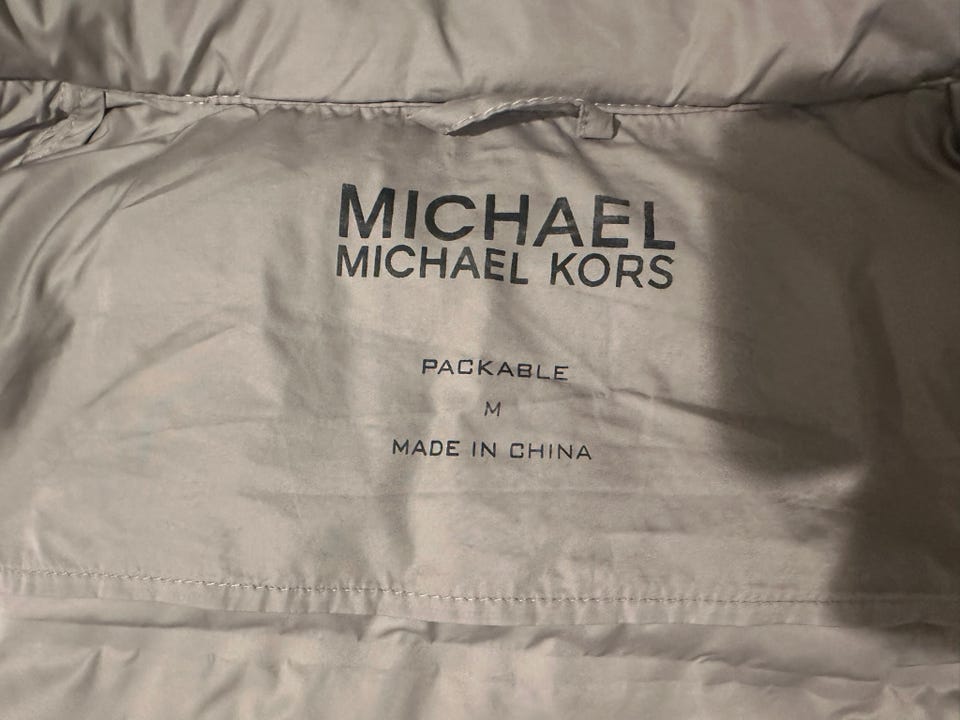 MICHAEL
MICHAEL KORS
PACKABLE
M
MADE IN CHINA